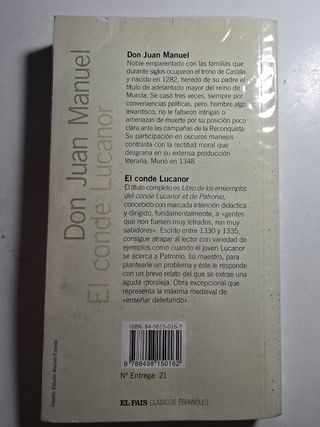 Don Juan Manuel
El conde Lucanor
Don Juan Manuel
Noble emparentado con las familias que
durante siglos ocuparon el trono de Castilla
y nacido en 1282, heredó de su padre el
título de adelantado mayor del reino de
Murcia. Se casó tres veces, siempre por
conveniencias políticas, pero, hombre algo
levantisco, no le faltaron intrigas o
amenazas de muerte por su posición poco
clara ante las campañas de la Reconquista.
Su participación en oscuros manejos
contrasta con la rectitud moral que
desgrana en su extensa producción
literaria. Murió en 1348.
El conde Lucanor
El título completo es Libro de los enxiemplos
del conde Lucanor et de Patronio,
concebido con marcada intención didáctica
y dirigido, fundamentalmente, a «gentes
que non fuesen muy letrados, nin muy
sabidores». Escrito entre 1330 y 1335,
consigue atrapar al lector con variedad de
ejemplos como cuando el joven Lucanor
se acerca a Patronio, su maestro, para
plantearle un problema y éste le responde
con un breve relato del que se extrae una
aguda moraleja. Obra excepcional que
representa la máxima medieval de
«enseñar deleitando».
ISBN: 84-9815-016-7
9 788498 150162
Nº Entrega: 21
Diseño: Estudio Manuel Estrada
EL PAIS CLÁSICOS ESPAÑOLES